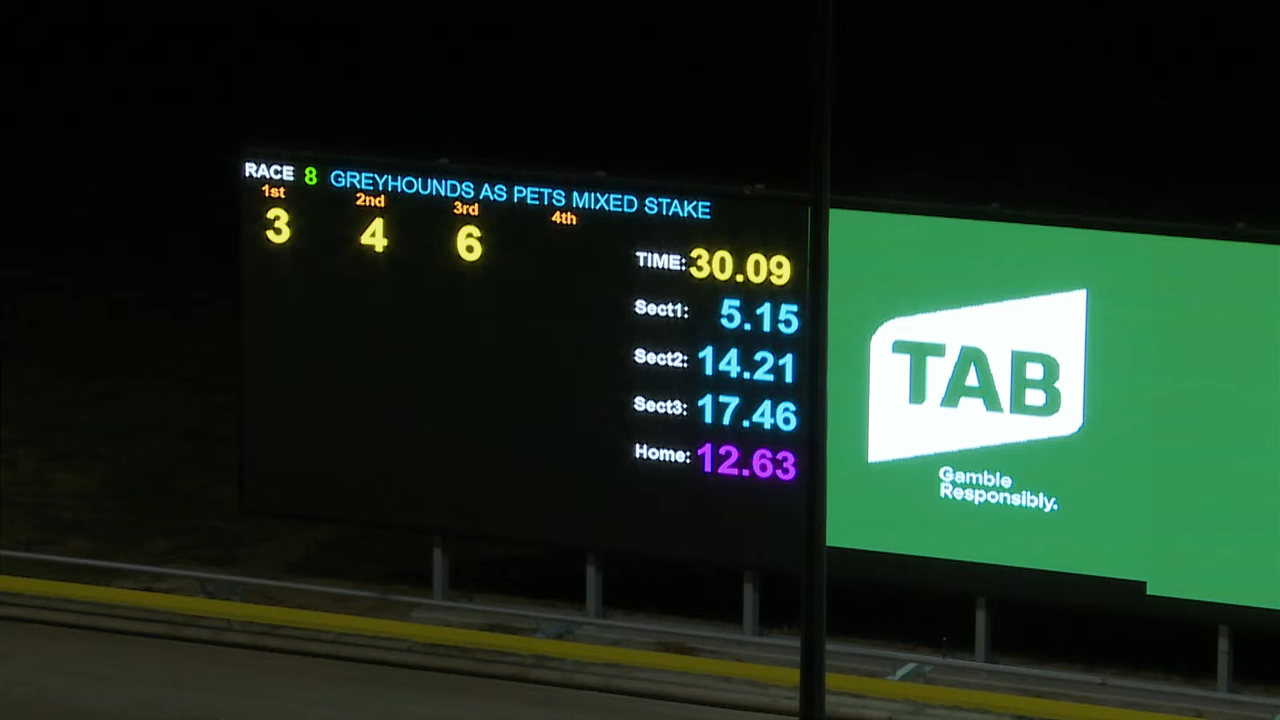 RACE 8 GREYHOUNDS AS PETS MIXED STAKE
1st 2nd 3rd 4th
3 4 6
TIME: 30.09
Sect1: 5.15
Sect2: 14.21
Sect3: 17.46
Home: 12.63
TAB
Gamble
Responsibly.